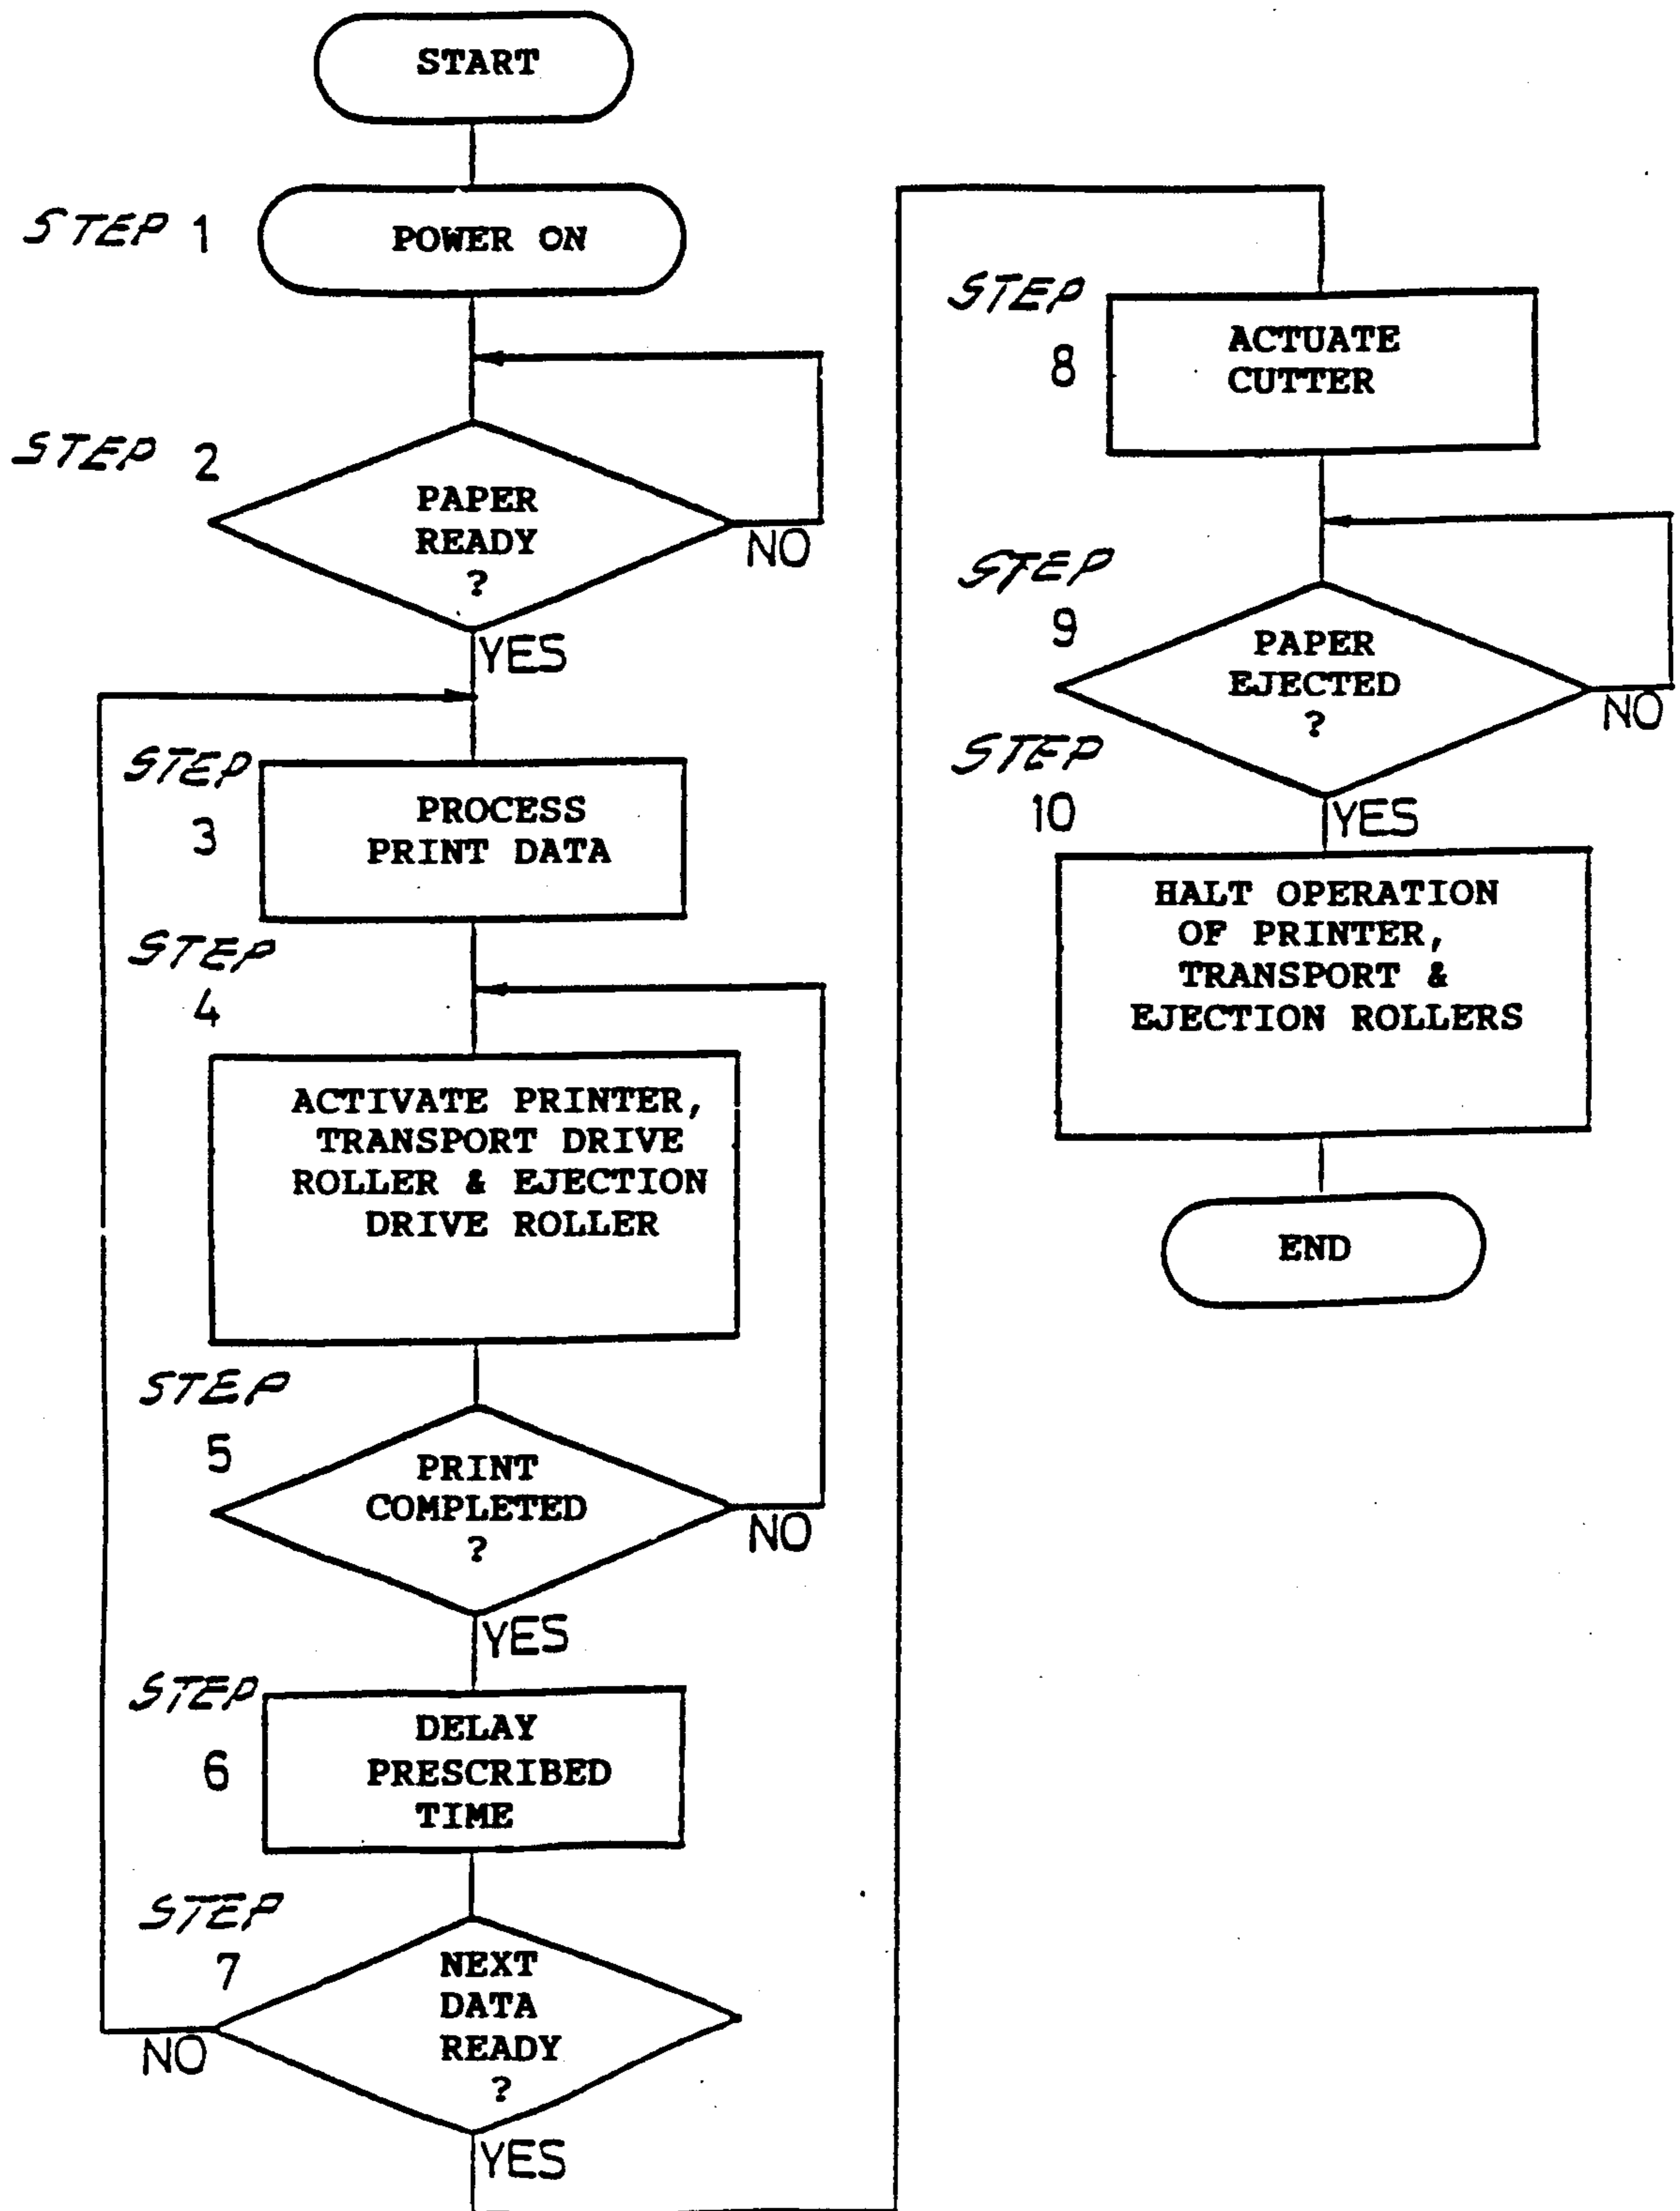 START
STEP 1
POWER ON
STEP 2
PAPER
READY
?
NO
YES
STEP
3
PROCESS
PRINT DATA
STEP
4
ACTIVATE PRINTER,
TRANSPORT DRIVE
ROLLER & EJECTION
DRIVE ROLLER
STEP
5
PRINT
COMPLETED
?
NO
YES
STEP
6
DELAY
PRESCRIBED
TIME
STEP
7
NEXT
DATA
READY
?
NO
YES
STEP
8
ACTUATE
CUTTER
STEP
9
PAPER
EJECTED
?
NO
YES
STEP
10
HALT OPERATION
OF PRINTER,
TRANSPORT &
EJECTION ROLLERS
END